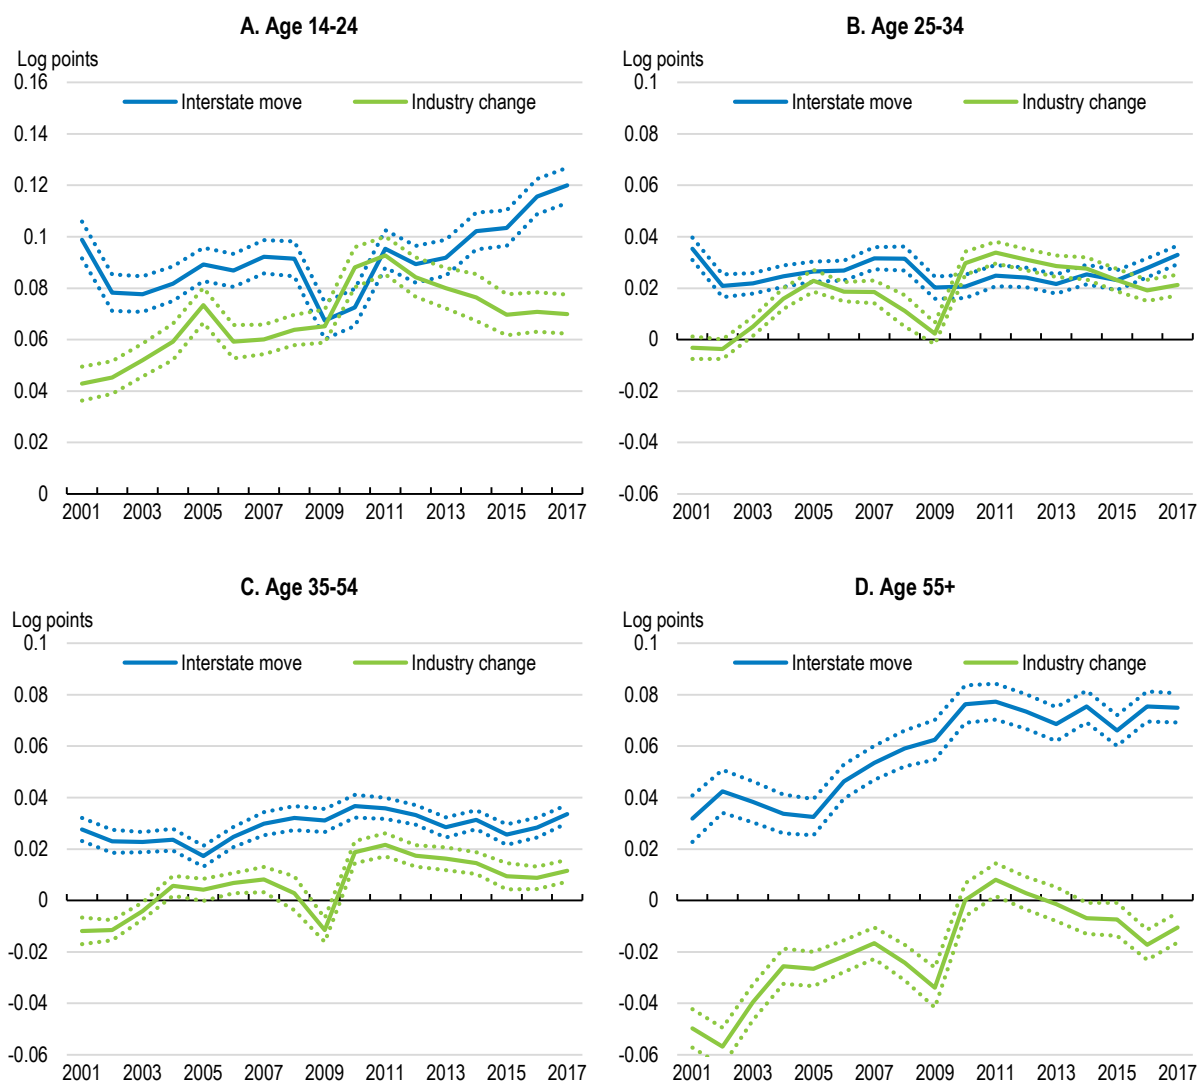 A. Age 14-24
Log points
0.16
Interstate move
Industry change
0.14
0.12
0.1
0.08
0.06
0.04
0.02
0
2001 2003 2005 2007 2009 2011 2013 2015 2017
B. Age 25-34
Log points
0.1
Interstate move
Industry change
0.08
0.06
0.04
0.02
0
-0.02
-0.04
-0.06
2001 2003 2005 2007 2009 2011 2013 2015 2017
C. Age 35-54
Log points
0.1
Interstate move
Industry change
0.08
0.06
0.04
0.02
0
-0.02
-0.04
-0.06
2001 2003 2005 2007 2009 2011 2013 2015 2017
D. Age 55+
Log points
0.1
Interstate move
Industry change
0.08
0.06
0.04
0.02
0
-0.02
-0.04
-0.06
2001 2003 2005 2007 2009 2011 2013 2015 2017